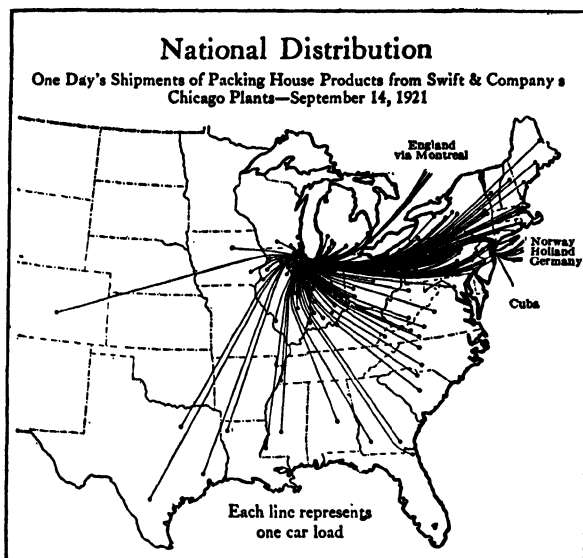 National Distribution
One Day's Shipments of Packing House Products from Swift & Company s
Chicago Plants—September 14, 1921
England
via Montreal
Norway
Holland
Germany
Cuba
Each line represents
one car load